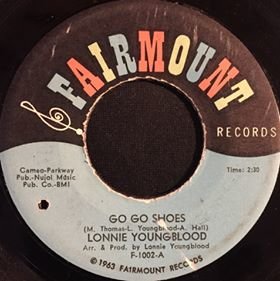 FAIRMOUNT
RECORDS
Cameo-Parkway
Pub.-Nujol Music
Pub. Co.-BMI
Time: 2:30
GO GO SHOES
(M. Thomas-L. Youngblood-A. Hall)
LONNIE YOUNGBLOOD
Arr. & Prod. by Lonnie Youngblood
F-1002-A
© 1963 FAIRMOUNT RECORDS